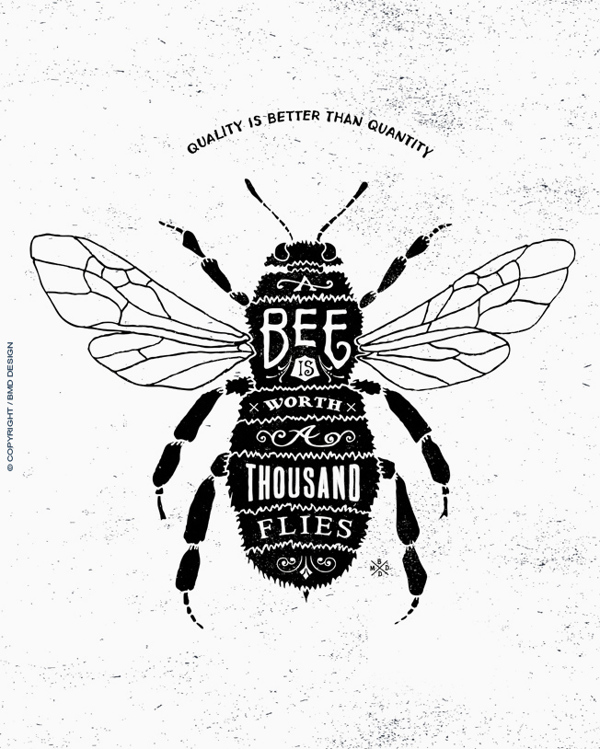 QUALITY IS BETTER THAN QUANTITY
A
BEE
IS
WORTH
A
THOUSAND
FLIES
B
M D
D
© COPYRIGHT / BMD DESIGN